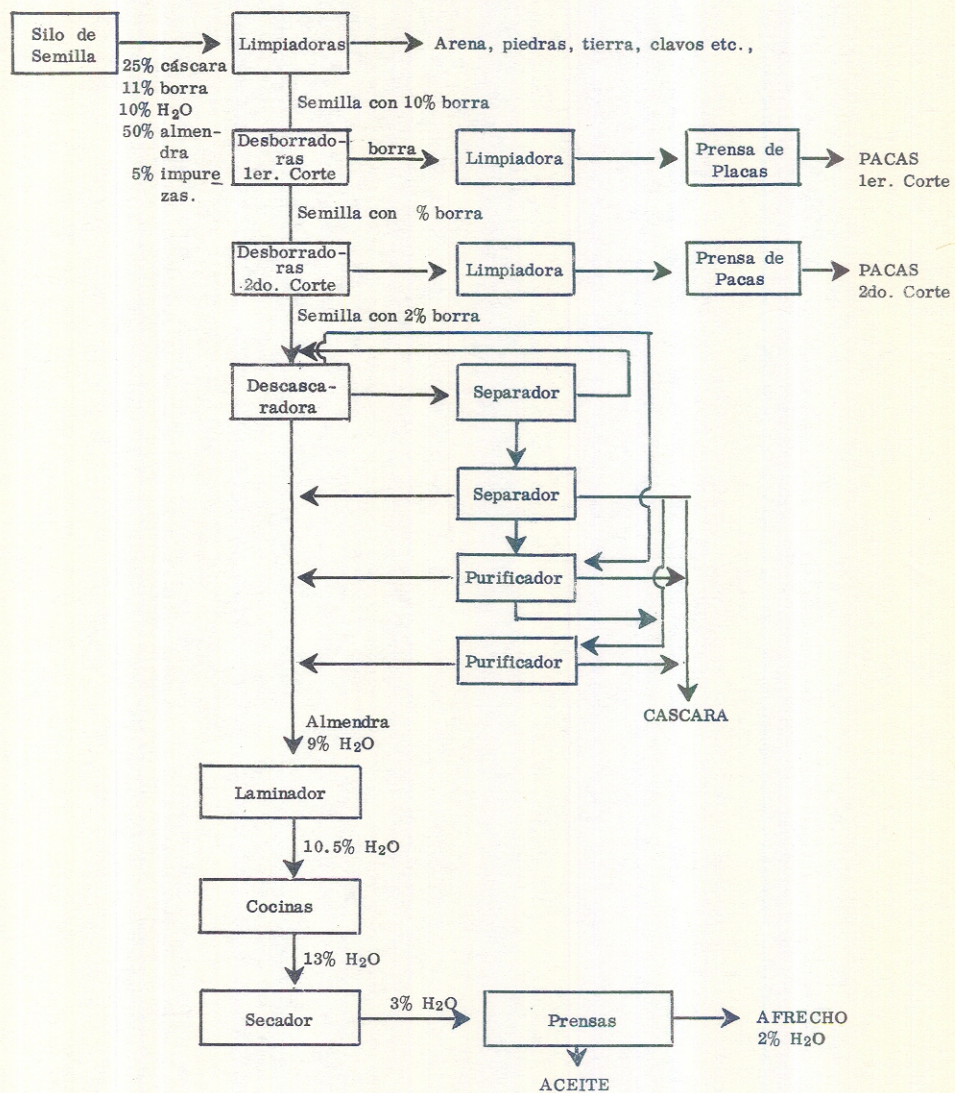 Silo de
Semilla
Limpiadoras
Arena, piedras, tierra, clavos etc.,
25% cáscara
11% borra
10% H₂O
50% almen-
dra
5% impure
zas.
Semilla con 10% borra
Desborrado-
ras
1er. Corte
borra
Limpiadora
Prensa de
Placas
PACAS
1er. Corte
Semilla con % borra
Desborrado-
ras
2do. Corte
Limpiadora
Prensa de
Pacas
PACAS
2do. Corte
Semilla con 2% borra
Descasca-
radora
Separador
Separador
Purificador
Purificador
CASCARA
Almendra
9% H₂O
Laminador
10.5% H₂O
Cocinas
13% H₂O
Secador
3% H₂O
Prensas
AFRECHO
2% H₂O
ACEITE